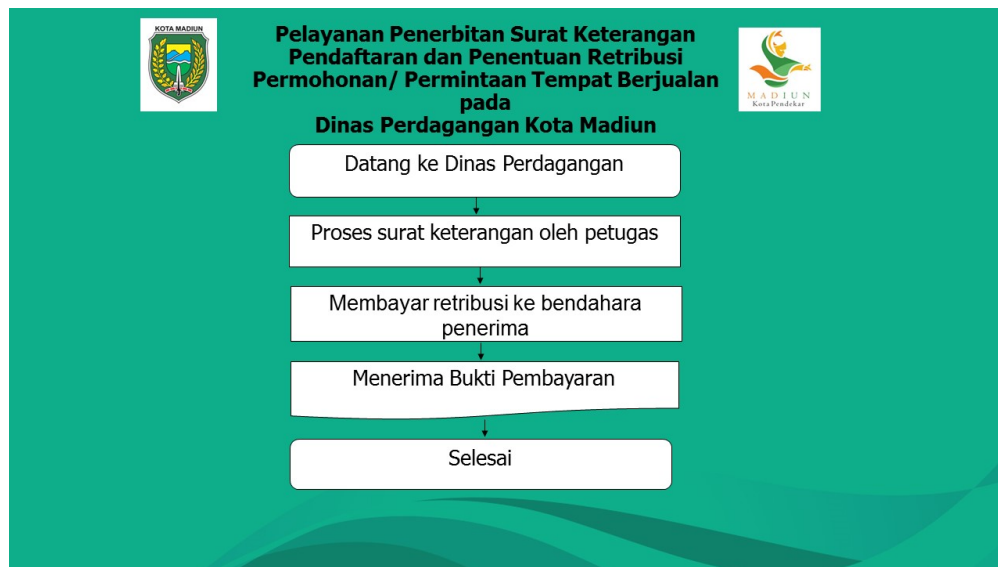 KOTA MADIUN
Pelayanan Penerbitan Surat Keterangan
Pendaftaran dan Penentuan Retribusi
Permohonan/ Permintaan Tempat Berjualan
pada
Dinas Perdagangan Kota Madiun
MADIUN
Kota Pendekar
Datang ke Dinas Perdagangan
Proses surat keterangan oleh petugas
Membayar retribusi ke bendahara
penerima
Menerima Bukti Pembayaran
Selesai